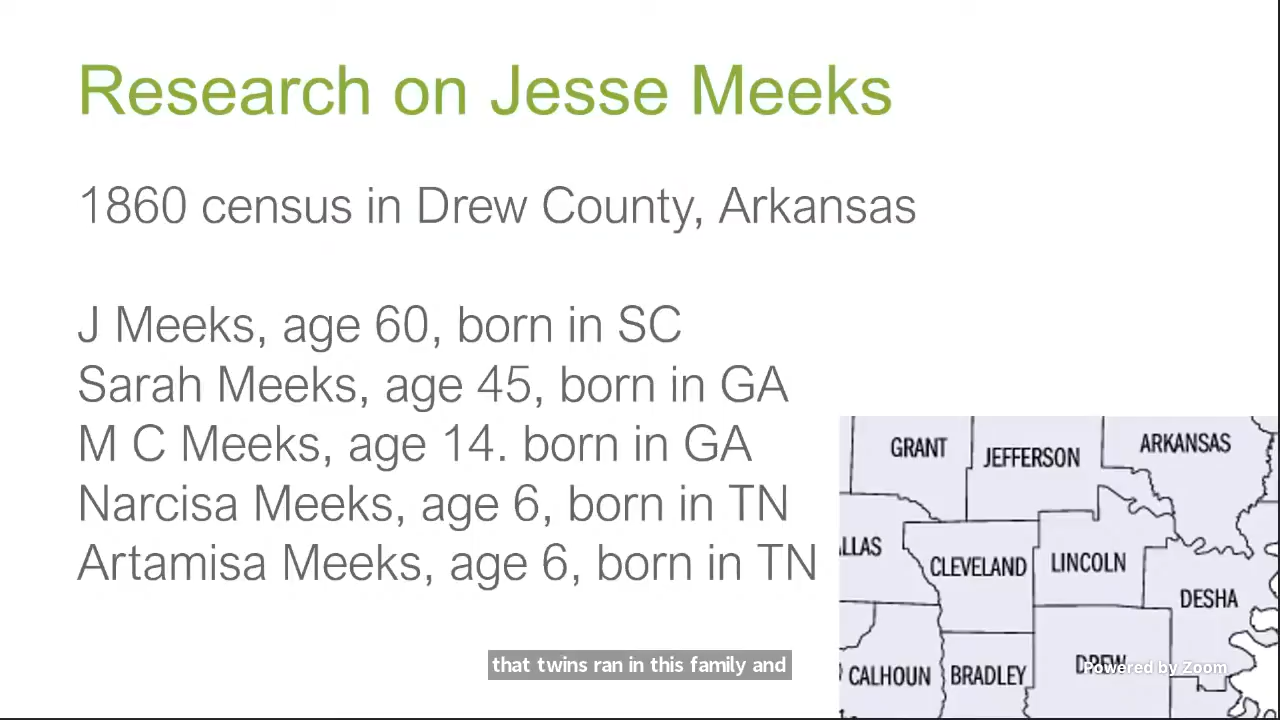 Research on Jesse Meeks
1860 census in Drew County, Arkansas
J Meeks, age 60, born in SC
Sarah Meeks, age 45, born in GA
M C Meeks, age 14. born in GA
Narcisa Meeks, age 6, born in TN
Artamisa Meeks, age 6, born in TN
GRANT
JEFFERSON
ARKANSAS
LLAS
CLEVELAND
LINCOLN
DESHA
CALHOUN
BRADLEY
DREW
Powered by Zoom
that twins ran in this family and